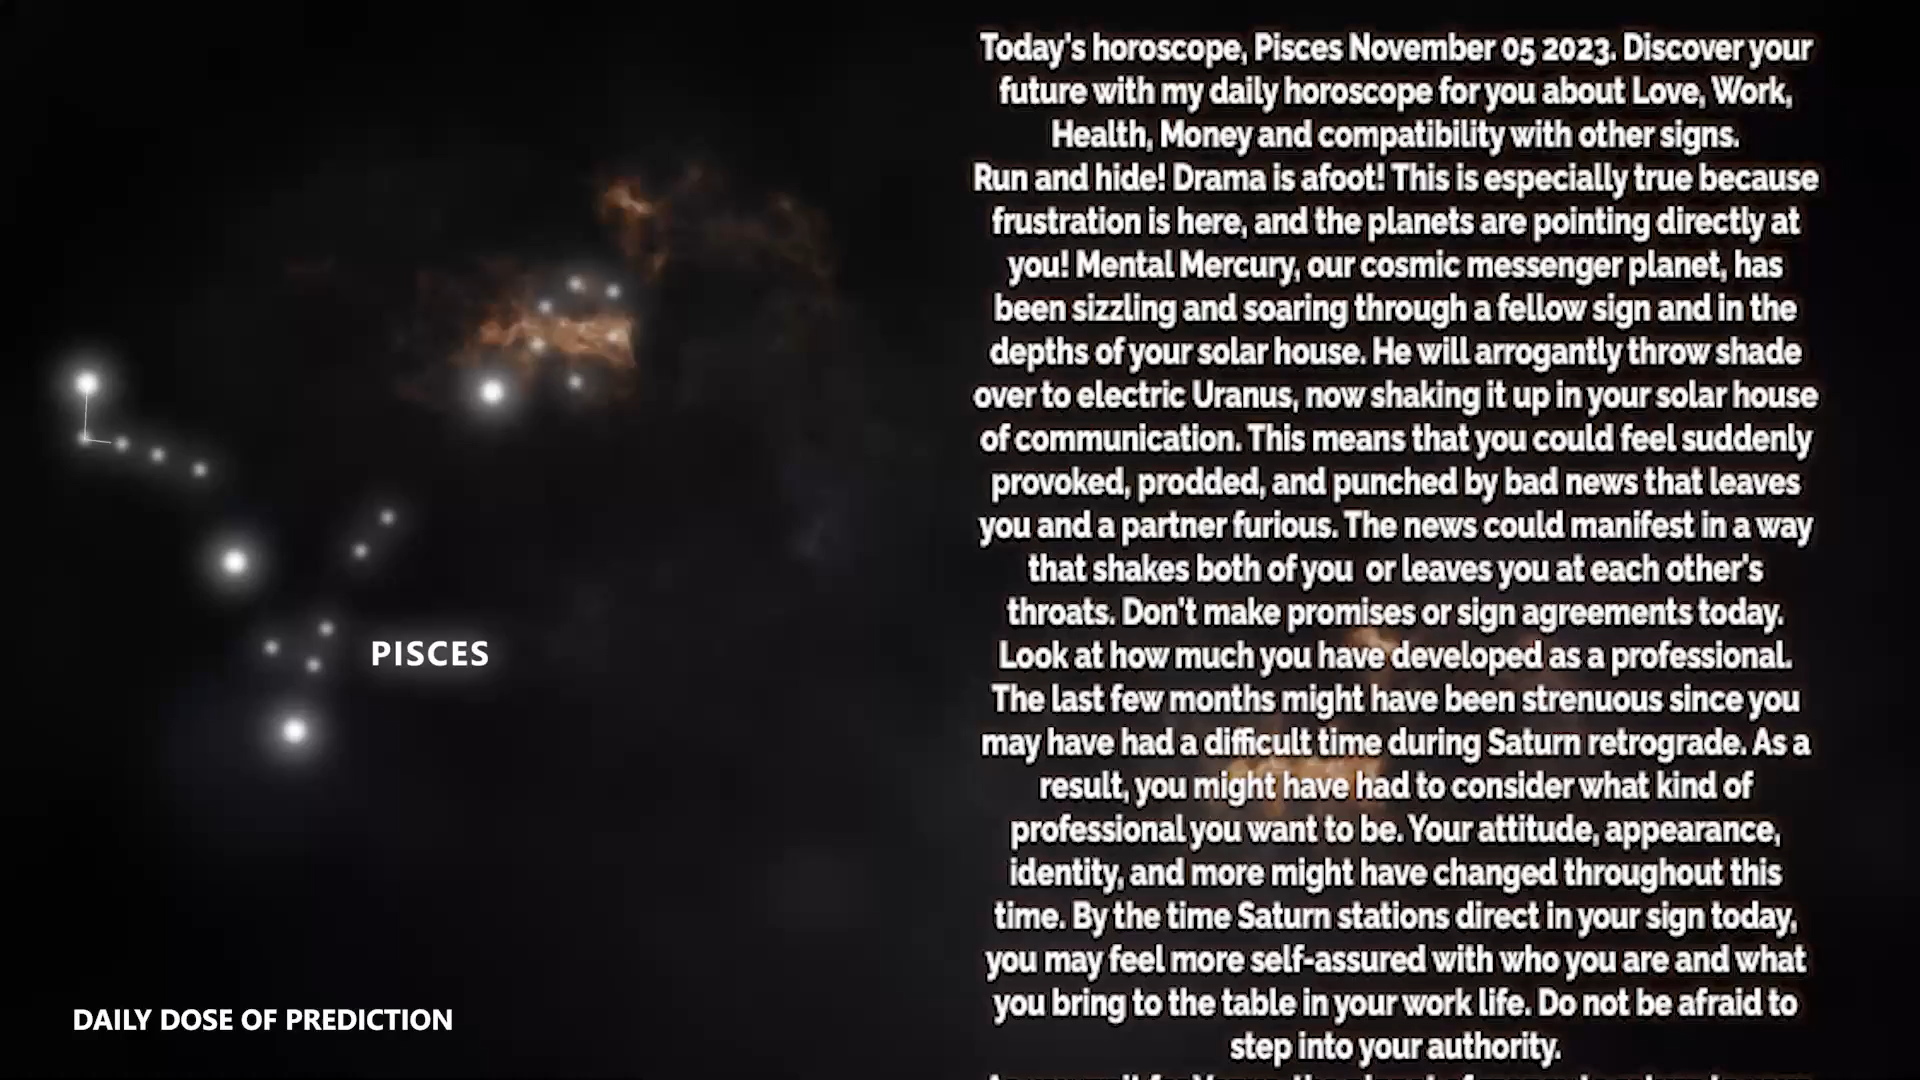 Today's horoscope, Pisces November 05 2023. Discover your
future with my daily horoscope for you about Love, Work,
Health, Money and compatibility with other signs.
Run and hide! Drama is afoot! This is especially true because
frustration is here, and the planets are pointing directly at
you! Mental Mercury, our cosmic messenger planet, has
been sizzling and soaring through a fellow sign and in the
depths of your solar house. He will arrogantly throw shade
over to electric Uranus, now shaking it up in your solar house
of communication. This means that you could feel suddenly
provoked, prodded, and punched by bad news that leaves
you and a partner furious. The news could manifest in a way
that shakes both of you  or leaves you at each other's
throats. Don't make promises or sign agreements today.
Look at how much you have developed as a professional.
The last few months might have been strenuous since you
may have had a difficult time during Saturn retrograde. As a
result, you might have had to consider what kind of
professional you want to be. Your attitude, appearance,
identity, and more might have changed throughout this
time. By the time Saturn stations direct in your sign today,
you may feel more self-assured with who you are and what
you bring to the table in your work life. Do not be afraid to
step into your authority.
PISCES
DAILY DOSE OF PREDICTION